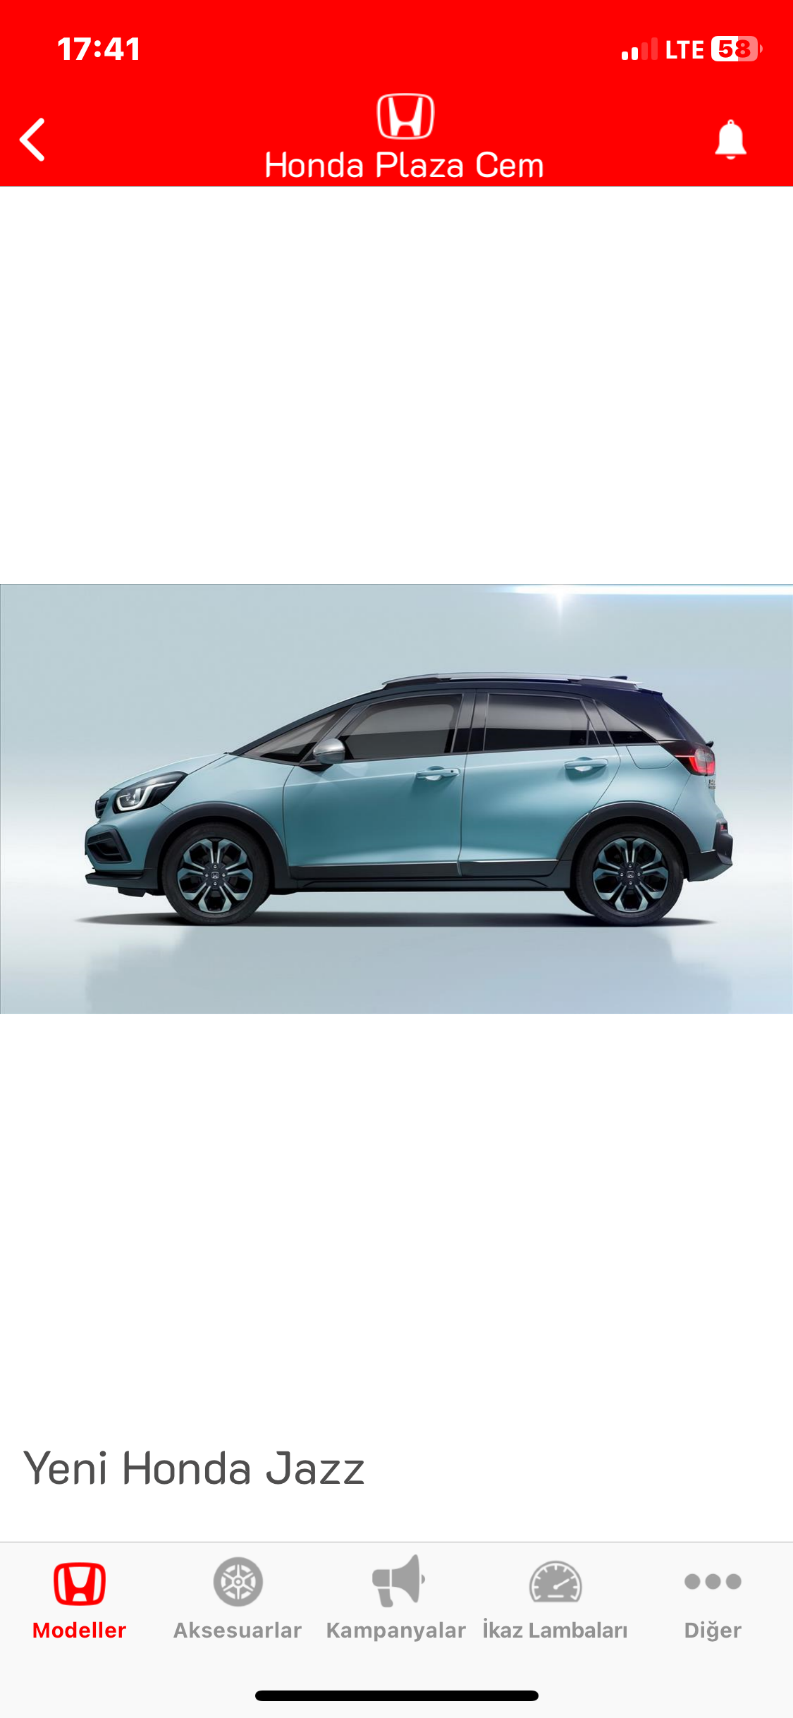 17:41
LTE 58
Honda Plaza Cem
Yeni Honda Jazz
Modeller
Aksesuarlar
Kampanyalar
İkaz Lambaları
Diğer